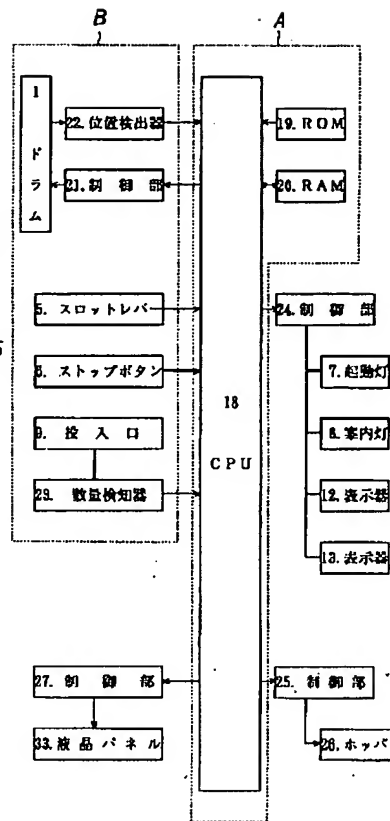 B
A
1
ドラム
22.位置検出器
21.制御部
5.スロットレバー
6.ストップボタン
9.投入口
29.数量検知器
27.制御部
33.液晶パネル
18
CPU
19.ROM
20.RAM
24.制御部
7.起動灯
8.案内灯
12.表示器
13.表示器
25.制御部
26.ホッパ